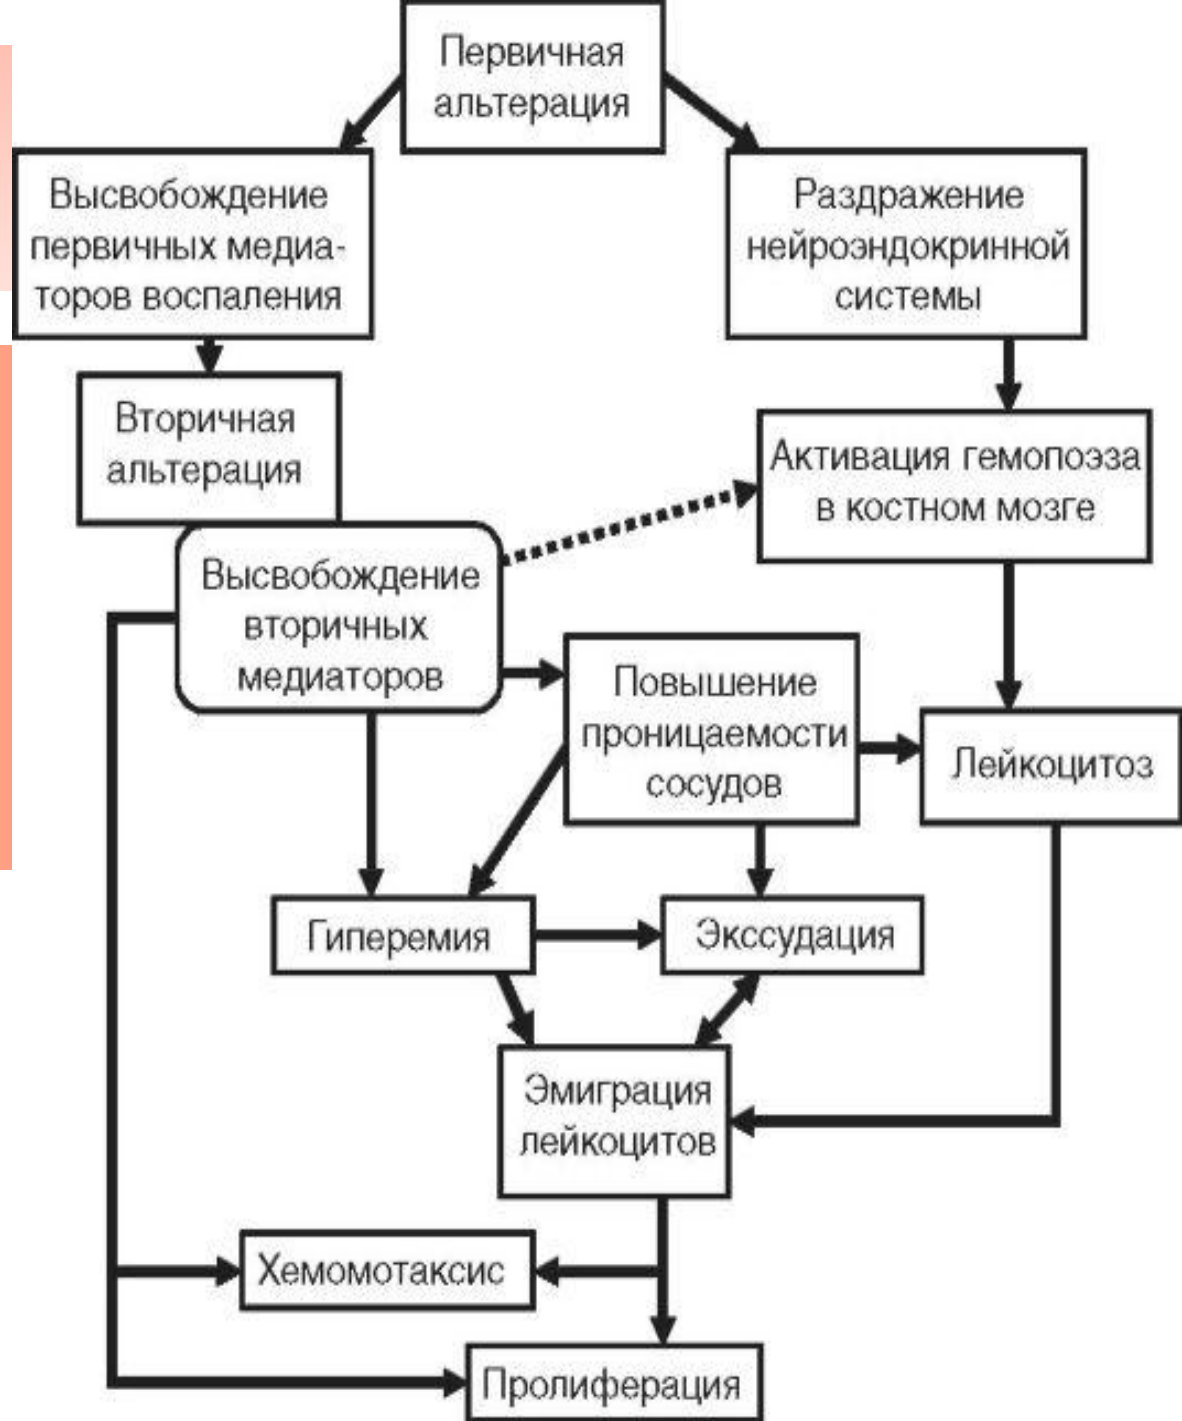 Первичная
альтерация
Высвобождение
первичных медиа-
торов воспаления
Раздражение
нейроэндокринной
системы
Вторичная
альтерация
Активация гемопоэза
в костном мозге
Высвобождение
вторичных
медиаторов
Повышение
проницаемости
сосудов
Лейкоцитоз
Гиперемия
Экссудация
Эмиграция
лейкоцитов
Хемомотаксис
Пролиферация